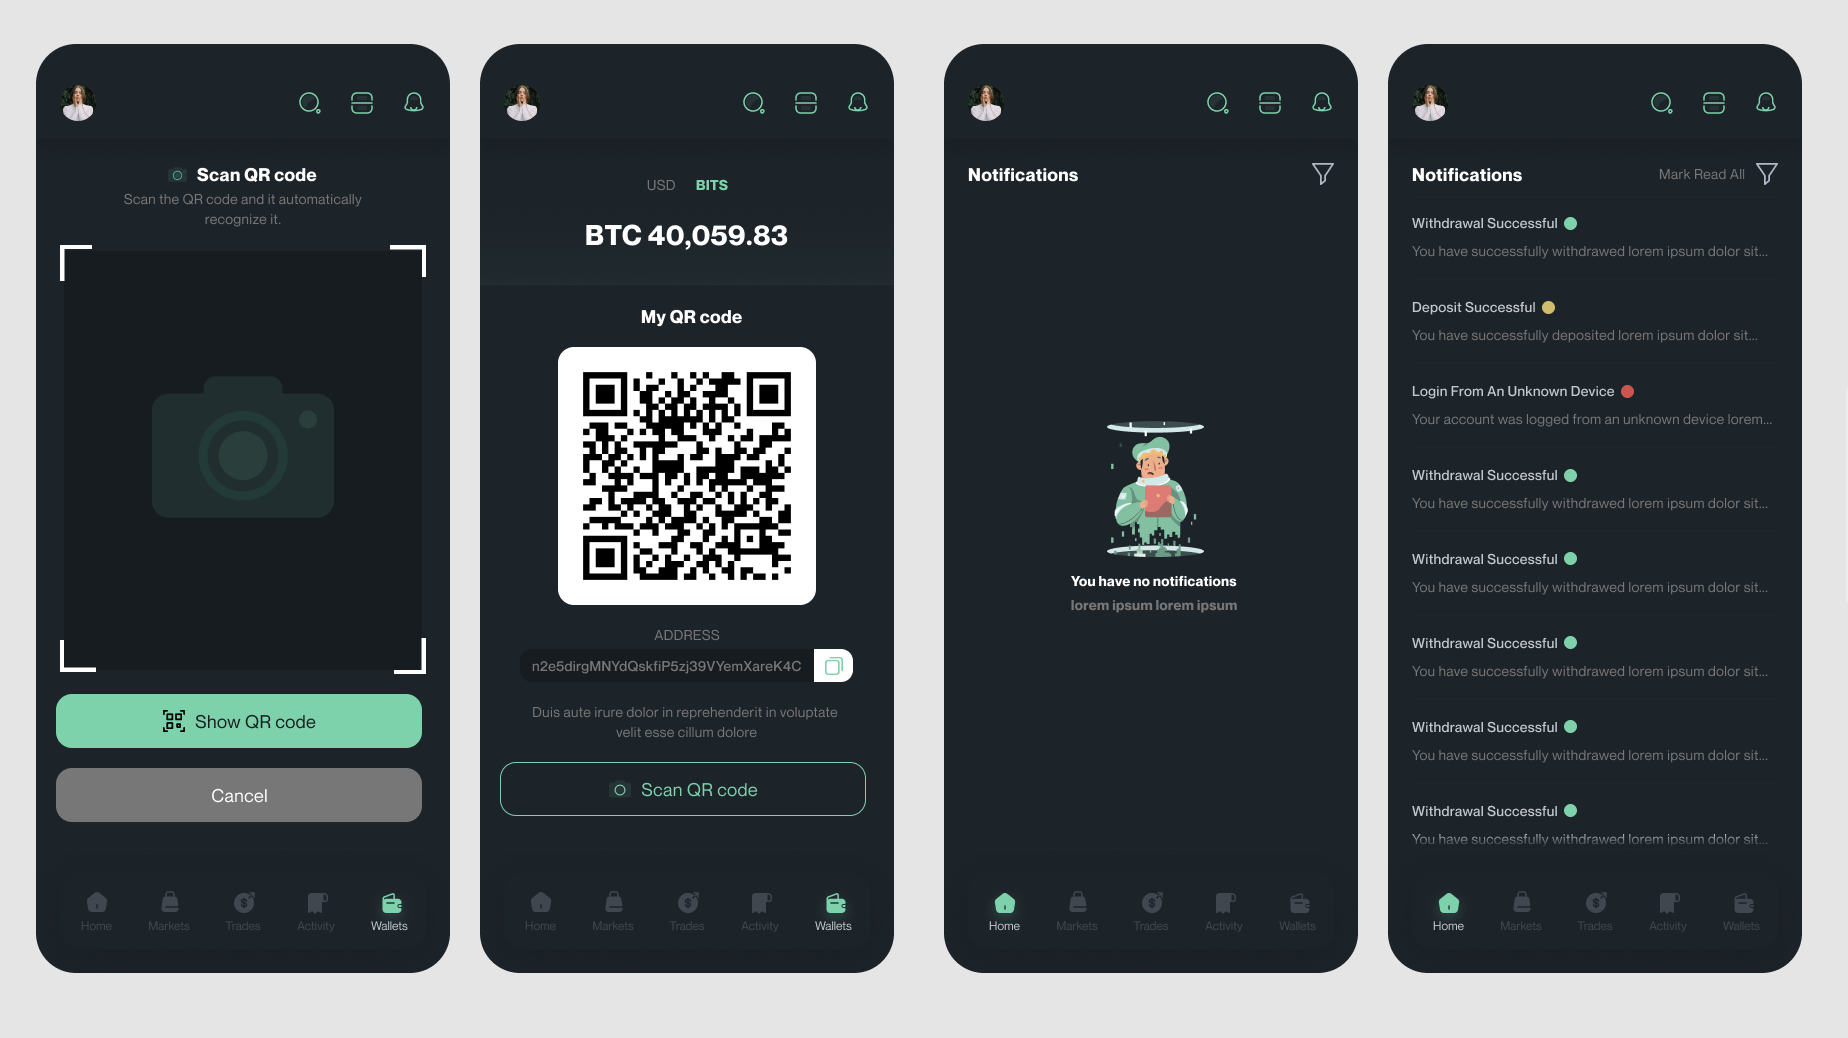 Scan QR code
Scan the QR code and it automatically
recognize it.
Show QR code
Cancel
Home
Markets
Trades
Activity
Wallets
USD
BITS
BTC 40,059.83
My QR code
ADDRESS
n2e5dirgMNYdQskfiP5zj39VYemXareK4C
Duis aute irure dolor in reprehenderit in voluptate
velit esse cillum dolore
Scan QR code
Home
Markets
Trades
Activity
Wallets
Notifications
You have no notifications
lorem ipsum lorem ipsum
Home
Markets
Trades
Activity
Wallets
Notifications
Mark Read All
Withdrawal Successful
You have successfully withdrawed lorem ipsum dolor sit...
Deposit Successful
You have successfully deposited lorem ipsum dolor sit...
Login From An Unknown Device
Your account was logged from an unknown device lorem...
Withdrawal Successful
You have successfully withdrawed lorem ipsum dolor sit...
Withdrawal Successful
You have successfully withdrawed lorem ipsum dolor sit...
Withdrawal Successful
You have successfully withdrawed lorem ipsum dolor sit...
Withdrawal Successful
You have successfully withdrawed lorem ipsum dolor sit...
Withdrawal Successful
You have successfully withdrawed lorem ipsum dolor sit...
Home
Markets
Trades
Activity
Wallets